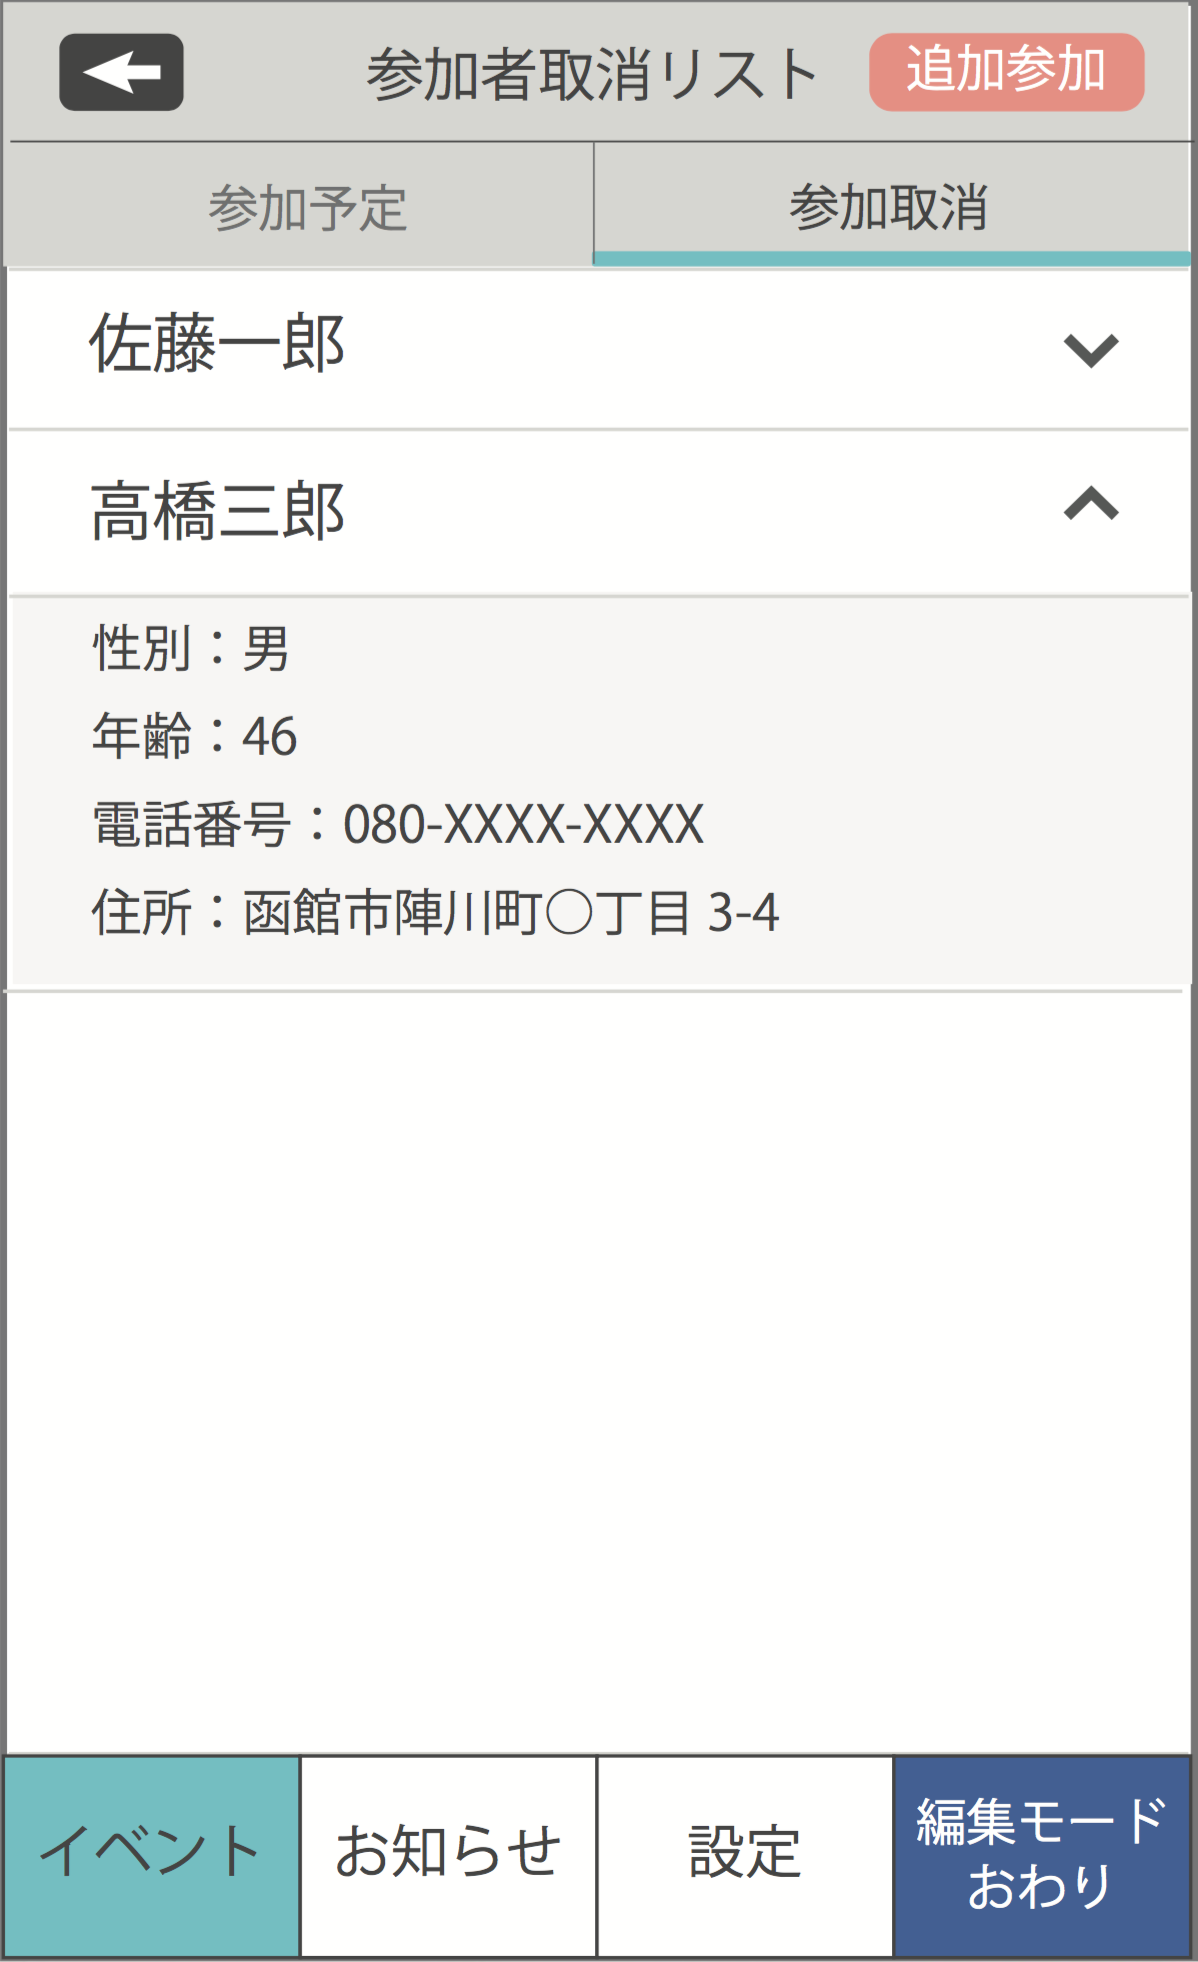 参加者取消リスト
追加参加
参加予定
参加取消
佐藤一郎
高橋三郎
性別：男
年齢：46
電話番号：080-XXXX-XXXX
住所：函館市陣川町〇丁目 3-4
イベント
お知らせ
設定
編集モード
おわり